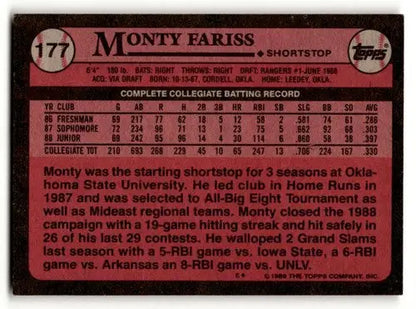 177
MONTY FARISS
SHORTSTOP
TOPPS
6'4" 180 lb. BATS: RIGHT THROWS: RIGHT DRFT: RANGERS #1-JUNE 1988
ACQ: VIA DRAFT BORN: 10-13-67, CORDELL, OKLA. HOME: LEEDEY, OKLA.
COMPLETE COLLEGIATE BATTING RECORD
YR CLUB G AB R H 2B 3B HR RBI SB SLG BB SO AVG
86 FRESHMAN
87 SOPHOMORE
88 JUNIOR
COLLEGIATE TOT 210
Monty was the starting shortstop for 3 seasons at Okla-
homa State University. He led club in Home Runs in
1987 and was selected to All-Big Eight Tournament as
well as Mideast regional teams. Monty closed the 1988
campaign with a 19-game hitting streak and hit safely in
26 of his last 29 contests. He walloped 2 Grand Slams
last season with a 5-RBI game vs. Iowa State, a 6-RBI
game vs. Arkansas an 8-RBI game vs. UNLV.
© 1989 THE TOPPS COMPANY, INC.